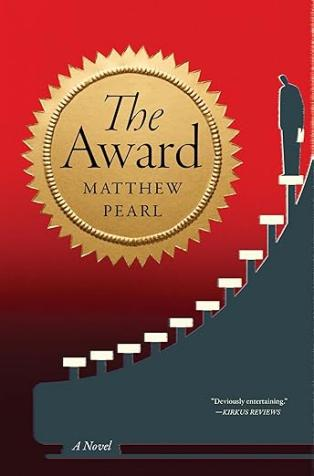 The
Award
MATTHEW
PEARL
"Deviously entertaining."
—KIRKUS REVIEWS
A Novel